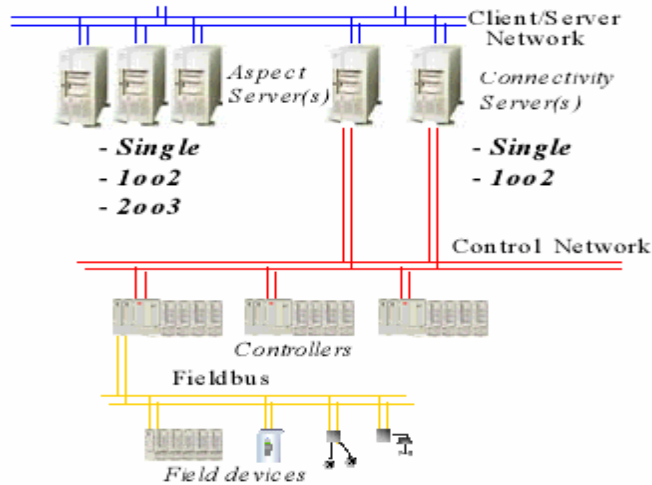 Client/Server
Network
Aspect
Server(s)
Connectivity
Server(s)
- Single
- 1oo2
- 2oo3
- Single
- 1oo2
Control Network
Controllers
Fieldbus
Field devices